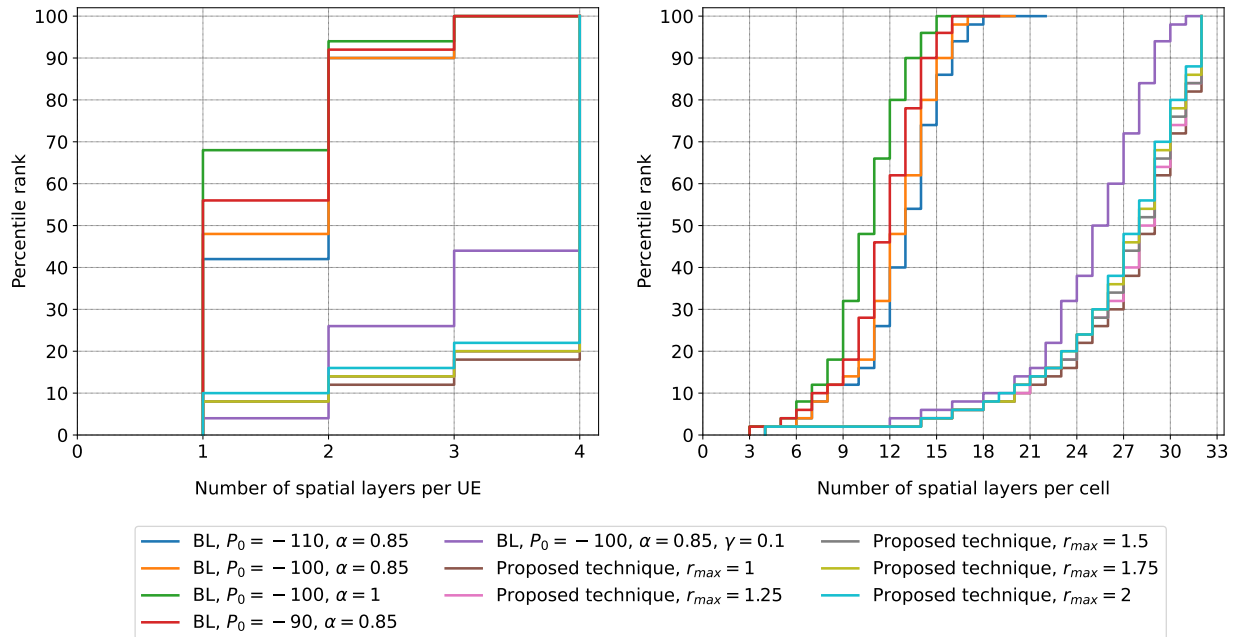 100
90
80
70
60
50
40
30
20
10
0
Percentile rank
0 1 2 3 4
Number of spatial layers per UE
100
90
80
70
60
50
40
30
20
10
0
Percentile rank
0 3 6 9 12 15 18 21 24 27 30 33
Number of spatial layers per cell
BL, P₀ = −110, α = 0.85
BL, P₀ = −100, α = 0.85
BL, P₀ = −100, α = 1
BL, P₀ = −90, α = 0.85
BL, P₀ = −100, α = 0.85, γ = 0.1
Proposed technique, r_max = 1
Proposed technique, r_max = 1.25
Proposed technique, r_max = 1.5
Proposed technique, r_max = 1.75
Proposed technique, r_max = 2